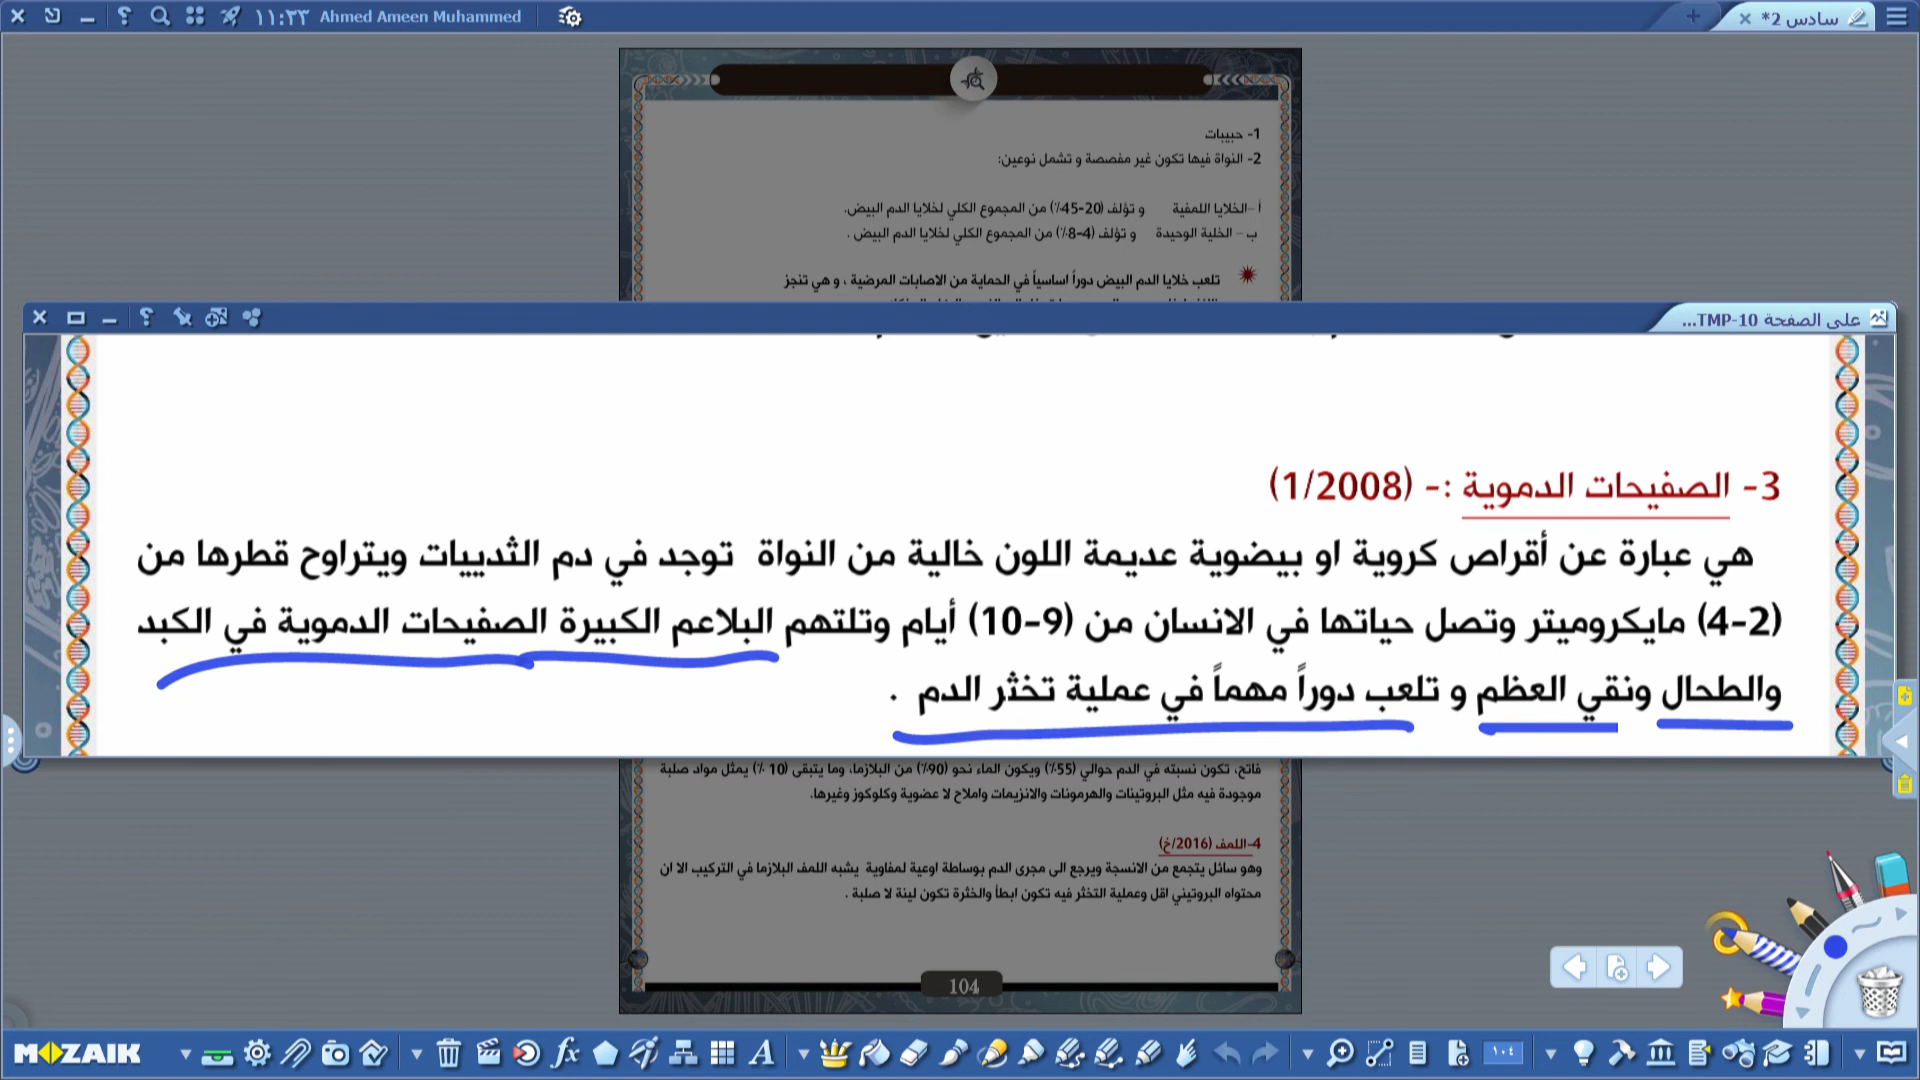 ١١:٢٣ Ahmed Ameen Muhammed
سادس 2*
1- حبيبات
2- النواة فيها تكون غير مفصصة و تشمل نوعين:
أ –الخلايا اللمفية و تؤلف (20-45٪) من المجموع الكلي لخلايا الدم البيض.
ب – الخلية الوحيدة و تؤلف (4-8٪) من المجموع الكلي لخلايا الدم البيض .
تلعب خلايا الدم البيض دوراً اساسياً في الحماية من الاصابات المرضية ، و هي تنجز
على الصفحة TMP-10...
3- الصفيحات الدموية :- (1/2008)
هي عبارة عن أقراص كروية او بيضوية عديمة اللون خالية من النواة توجد في دم الثدييات ويتراوح قطرها من
(2-4) مايكروميتر وتصل حياتها في الانسان من (9-10) أيام وتلتهم البلاعم الكبيرة الصفيحات الدموية في الكبد
والطحال ونقي العظم و تلعب دوراً مهماً في عملية تخثر الدم .
فاتح، تكون نسبته في الدم حوالي (55٪) ويكون الماء نحو (90٪) من البلازما، وما يتبقى (10 ٪) يمثل مواد صلبة
موجودة فيه مثل البروتينات والهرمونات والانزيمات واملاح لا عضوية وكلوكوز وغيرها.
4-اللمف (2016/خ)
وهو سائل يتجمع من الانسجة ويرجع الى مجرى الدم بوساطة اوعية لمفاوية يشبه اللمف البلازما في التركيب الا ان
محتواه البروتيني اقل وعملية التخثر فيه تكون ابطأ والخثرة تكون لينة لا صلبة .
104
MOZAIK
١٠٤